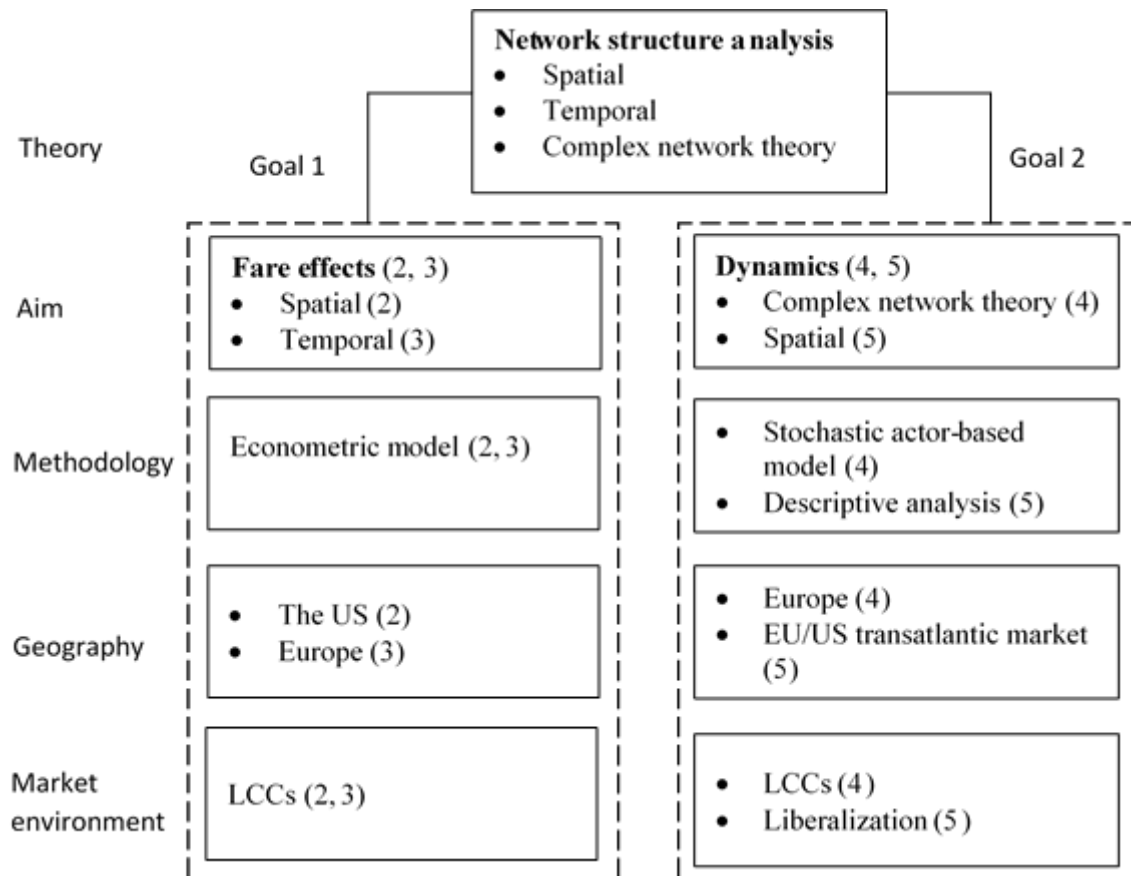 Network structure analysis
• Spatial
• Temporal
• Complex network theory
Theory
Goal 1
Goal 2
Aim
Fare effects (2, 3)
• Spatial (2)
• Temporal (3)
Dynamics (4, 5)
• Complex network theory (4)
• Spatial (5)
Methodology
Econometric model (2, 3)
• Stochastic actor-based
model (4)
• Descriptive analysis (5)
Geography
• The US (2)
• Europe (3)
• Europe (4)
• EU/US transatlantic market
(5)
Market
environment
LCCs (2, 3)
• LCCs (4)
• Liberalization (5)